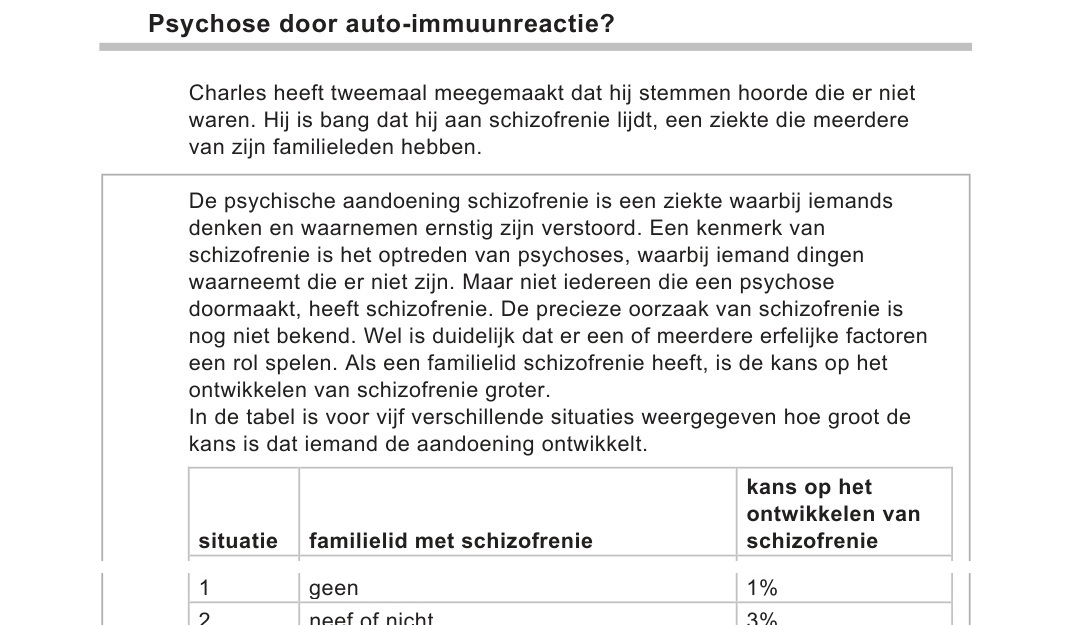 Psychose door auto-immuunreactie?
Charles heeft tweemaal meegemaakt dat hij stemmen hoorde die er niet
waren. Hij is bang dat hij aan schizofrenie lijdt, een ziekte die meerdere
van zijn familieleden hebben.
De psychische aandoening schizofrenie is een ziekte waarbij iemands
denken en waarnemen ernstig zijn verstoord. Een kenmerk van
schizofrenie is het optreden van psychoses, waarbij iemand dingen
waarneemt die er niet zijn. Maar niet iedereen die een psychose
doormaakt, heeft schizofrenie. De precieze oorzaak van schizofrenie is
nog niet bekend. Wel is duidelijk dat er een of meerdere erfelijke factoren
een rol spelen. Als een familielid schizofrenie heeft, is de kans op het
ontwikkelen van schizofrenie groter.
In de tabel is voor vijf verschillende situaties weergegeven hoe groot de
kans is dat iemand de aandoening ontwikkelt.
kans op het
ontwikkelen van
situatie familielid met schizofrenie schizofrenie
1 geen 1%
2 neef of nicht 3%